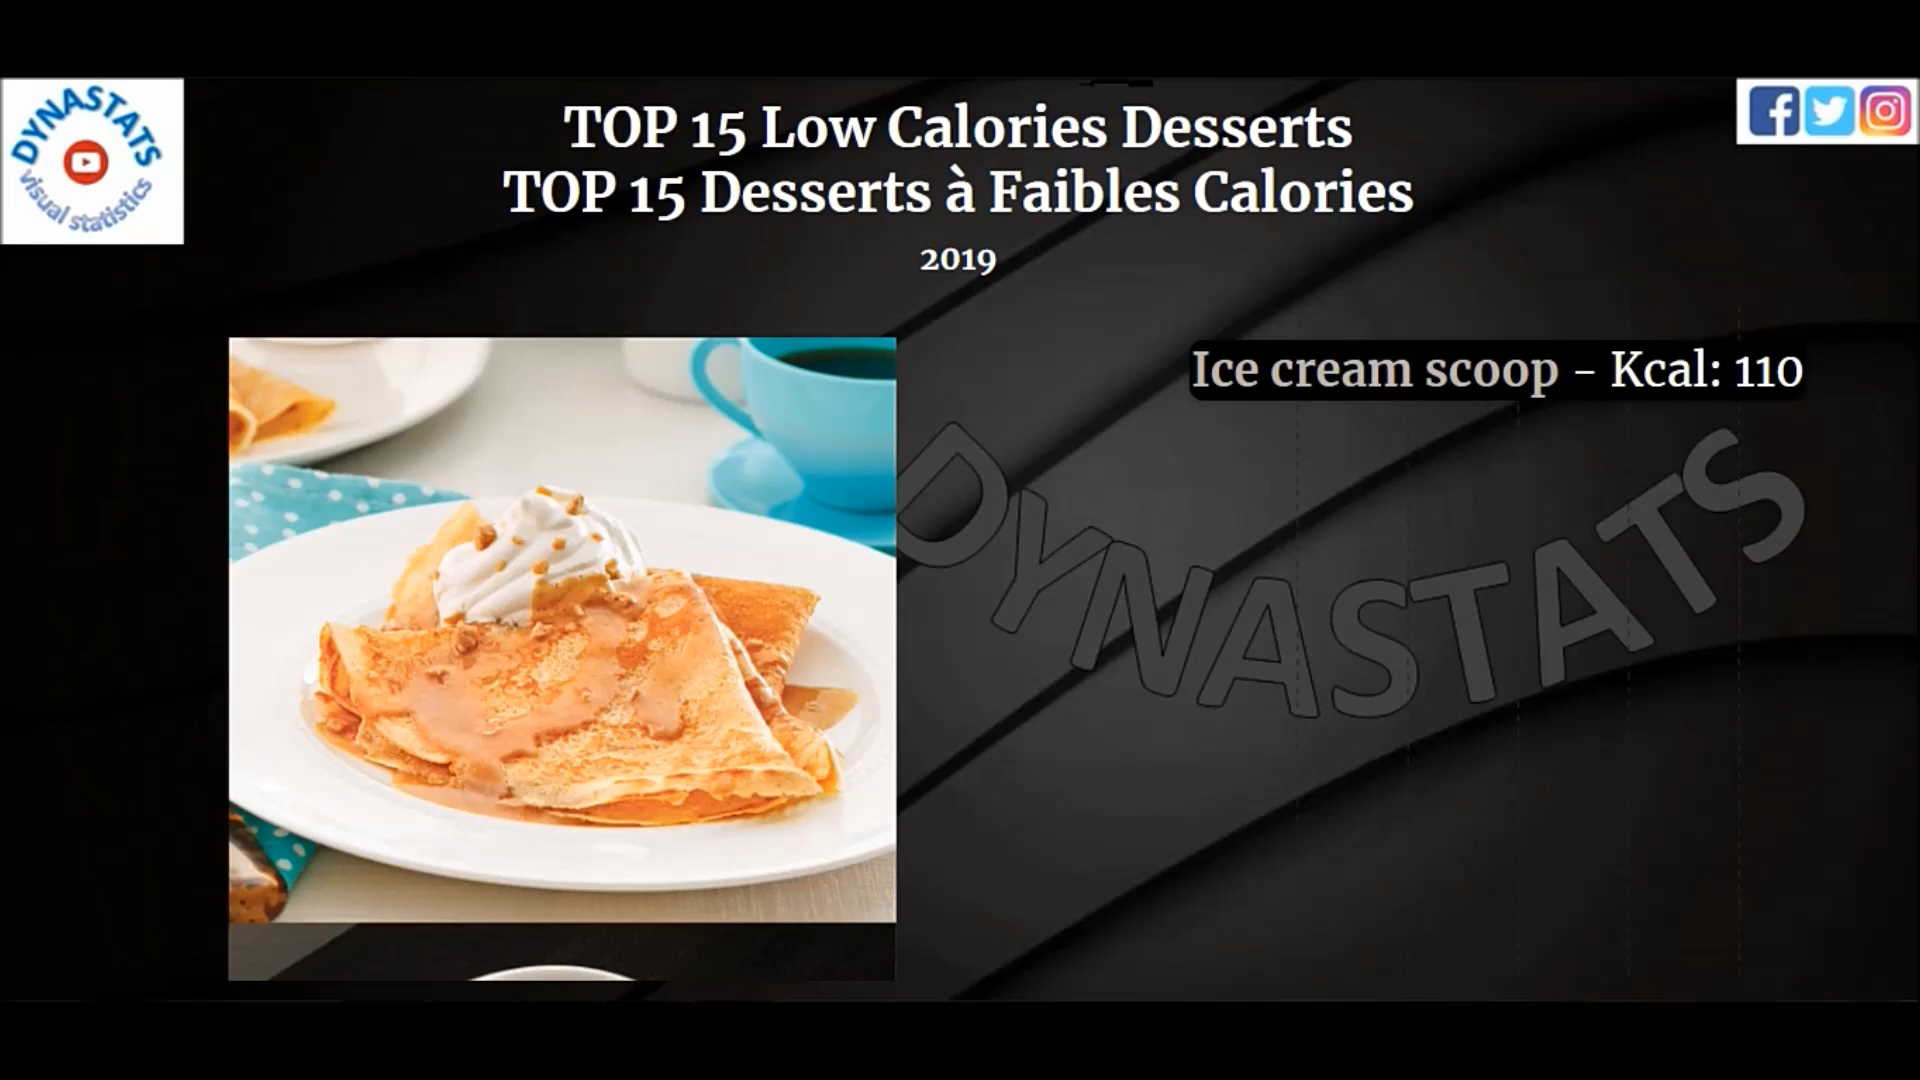 DYNASTATS
visual statistics
TOP 15 Low Calories Desserts
TOP 15 Desserts à Faibles Calories
2019
Ice cream scoop - Kcal: 110
DYNASTATS